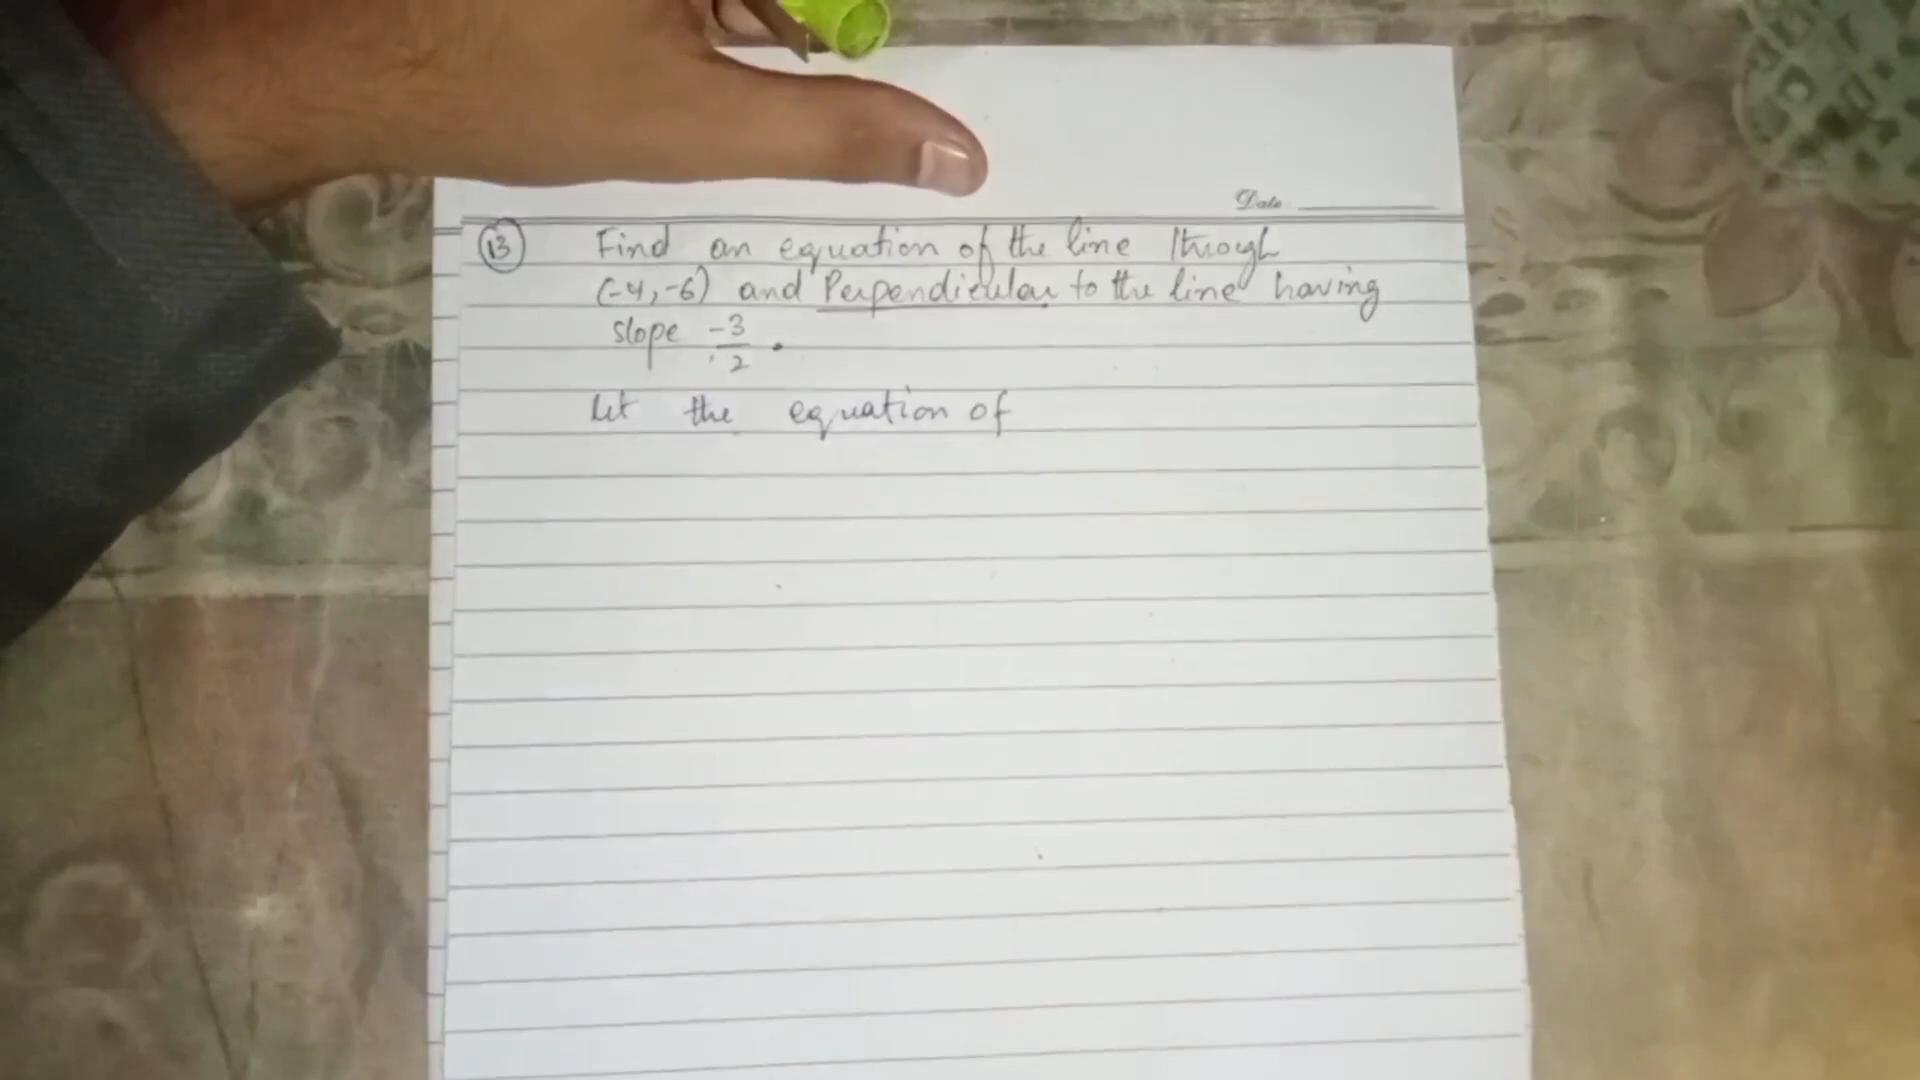 Date
13 Find an equation of the line through
(-4,-6) and Perpendicular to the line having
slope -3/2.
Let the equation of